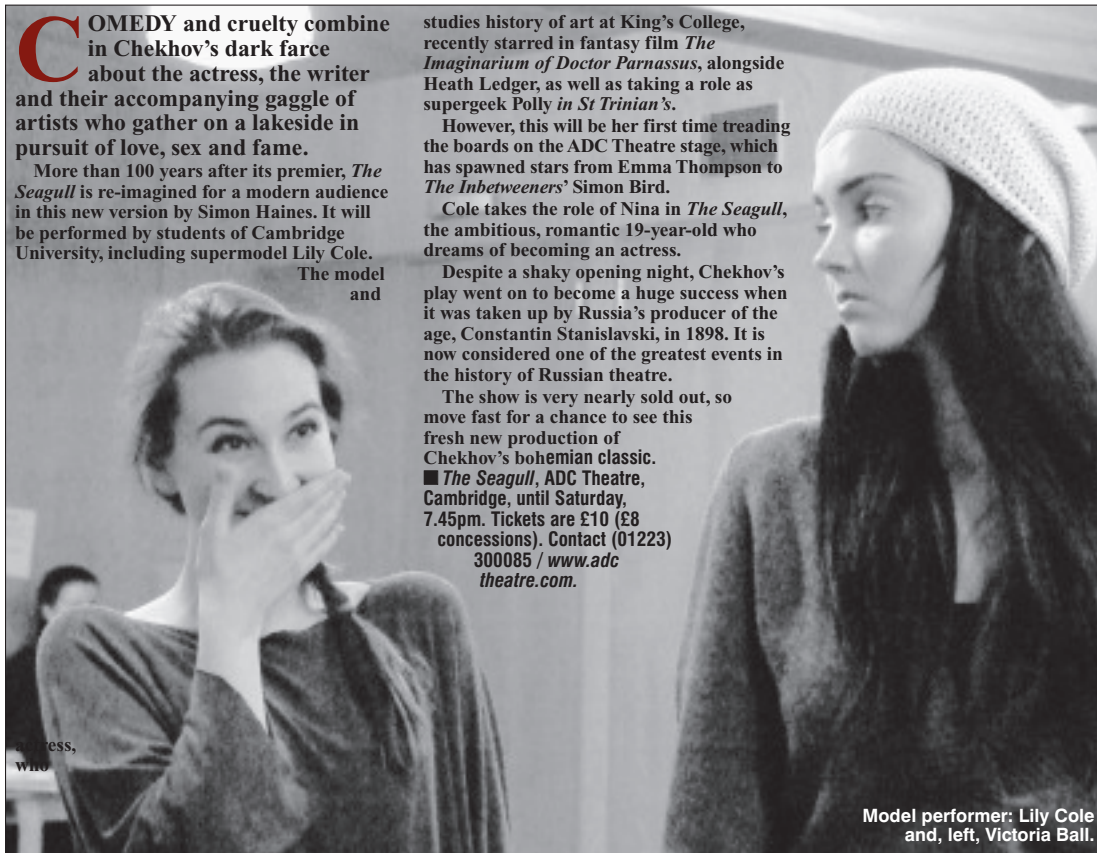 COMEDY and cruelty combine
in Chekhov's dark farce
about the actress, the writer
and their accompanying gaggle of
artists who gather on a lakeside in
pursuit of love, sex and fame.
More than 100 years after its premier, The
Seagull is re-imagined for a modern audience
in this new version by Simon Haines. It will
be performed by students of Cambridge
University, including supermodel Lily Cole.
The model
and
actress,
who
studies history of art at King's College,
recently starred in fantasy film The
Imaginarium of Doctor Parnassus, alongside
Heath Ledger, as well as taking a role as
supergeek Polly in St Trinian's.
However, this will be her first time treading
the boards on the ADC Theatre stage, which
has spawned stars from Emma Thompson to
The Inbetweeners' Simon Bird.
Cole takes the role of Nina in The Seagull,
the ambitious, romantic 19-year-old who
dreams of becoming an actress.
Despite a shaky opening night, Chekhov's
play went on to become a huge success when
it was taken up by Russia's producer of the
age, Constantin Stanislavski, in 1898. It is
now considered one of the greatest events in
the history of Russian theatre.
The show is very nearly sold out, so
move fast for a chance to see this
fresh new production of
Chekhov's bohemian classic.
■ The Seagull, ADC Theatre,
Cambridge, until Saturday,
7.45pm. Tickets are £10 (£8
concessions). Contact (01223)
300085 / www.adc
theatre.com.
Model performer: Lily Cole
and, left, Victoria Ball.